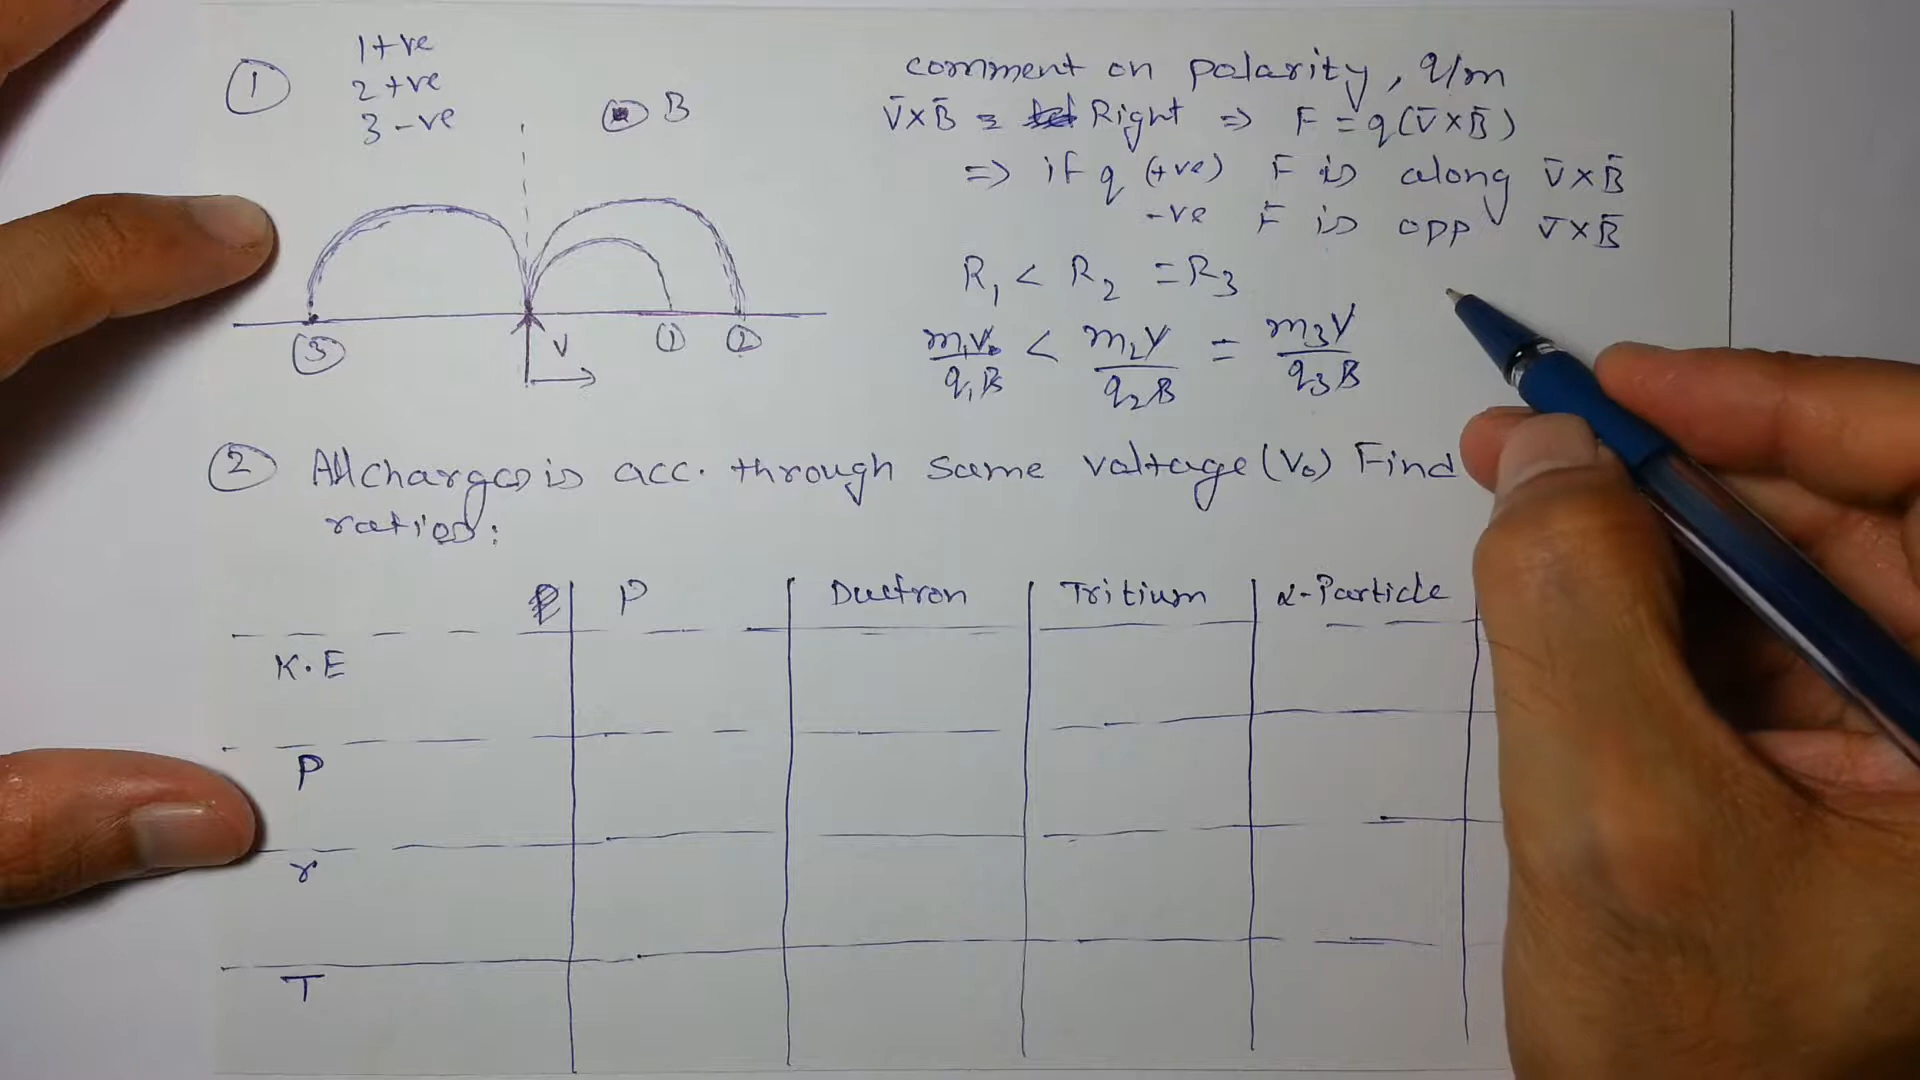 ①
1+ve
2+ve
3-ve
B
③
V
①
②
comment on polarity, q/m
V̄×B̄ = Right ⇒ F̄ = q(V̄×B̄)
⇒ if q (+ve) F̄ is along V̄×B̄
-ve F̄ is opp V̄×B̄
R₁ < R₂ = R₃
m₁v/q₁B < m₂v/q₂B = m₃v/q₃B
② All charges is acc. through same voltage (V₀) Find
ratios:
P | Duetron | Tritium | α-Particle
K.E
P
r
T